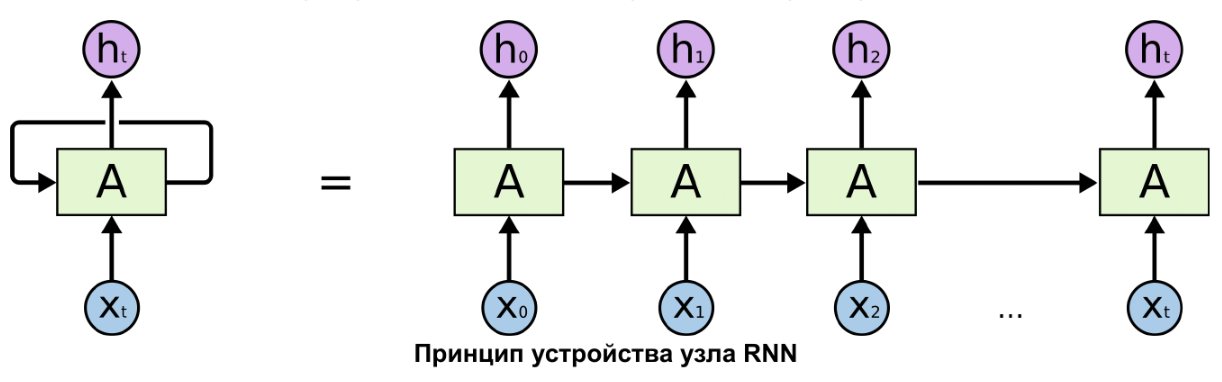 hₜ h₀ h₁ h₂ hₜ
A = A A A A
xₜ x₀ x₁ x₂ ... xₜ
Принцип устройства узла RNN